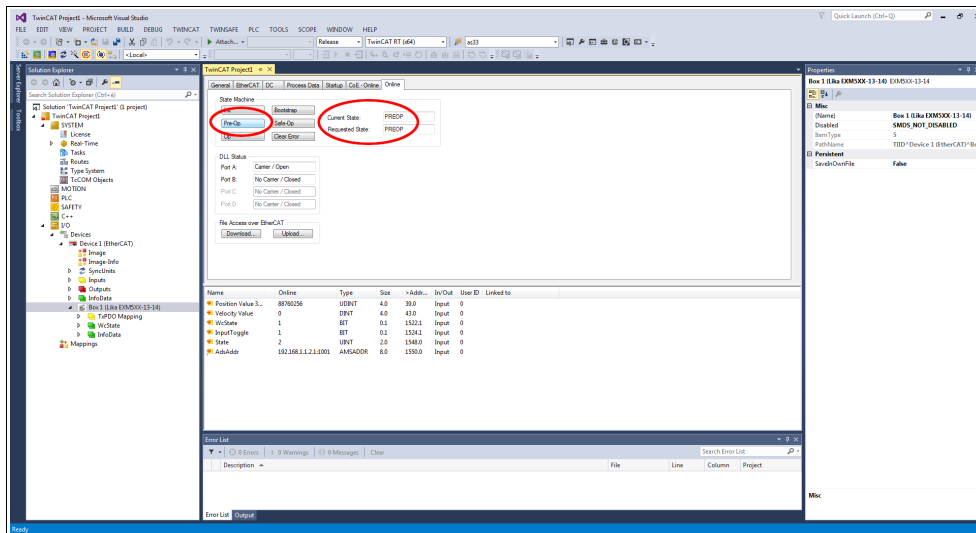 TwinCAT Project1 - Microsoft Visual Studio
Quick Launch (Ctrl+Q)
FILE EDIT VIEW PROJECT BUILD DEBUG TWINCAT TWINSAFE PLC TOOLS SCOPE WINDOW HELP
Attach... Release TwinCAT RT (x64) as33
<Local>
Server Explorer
Toolbox
Solution Explorer
Search Solution Explorer (Ctrl+è)
Solution 'TwinCAT Project1' (1 project)
TwinCAT Project1
SYSTEM
License
Real-Time
Tasks
Routes
Type System
TcCOM Objects
MOTION
PLC
SAFETY
C++
I/O
Devices
Device 1 (EtherCAT)
Image
Image-Info
SyncUnits
Inputs
Outputs
InfoData
Box 1 (Lika EXM5XX-13-14)
TxPDO Mapping
WcState
InfoData
Mappings
TwinCAT Project1
General EtherCAT DC Process Data Startup CoE - Online Online
State Machine
Init Bootstrap
Pre-Op Safe-Op
Op Clear Error
Current State: PREOP
Requested State: PREOP
DLL Status
Port A: Carrier / Open
Port B: No Carrier / Closed
Port C: No Carrier / Closed
Port D: No Carrier / Closed
File Access over EtherCAT
Download... Upload...
Name Online Type Size >Addr... In/Out User ID Linked to
Position Value 3... 88760256 UDINT 4.0 39.0 Input 0
Velocity Value 0 DINT 4.0 43.0 Input 0
WcState 1 BIT 0.1 1522.1 Input 0
InputToggle 1 BIT 0.1 1524.1 Input 0
State 2 UINT 2.0 1548.0 Input 0
AdsAddr 192.168.1.1.2.1:1001 AMSADDR 8.0 1550.0 Input 0
Error List
0 Errors 0 Warnings 0 Messages Clear
Search Error List
Description File Line Column Project
Error List Output
Properties
Box 1 (Lika EXM5XX-13-14) EXM5XX-13-14
Misc
(Name) Box 1 (Lika EXM5XX-13-14)
Disabled SMDS_NOT_DISABLED
ItemType 5
PathName TIID^Device 1 (EtherCAT)^Bo
Persistent
SaveInOwnFile False
Misc
Ready